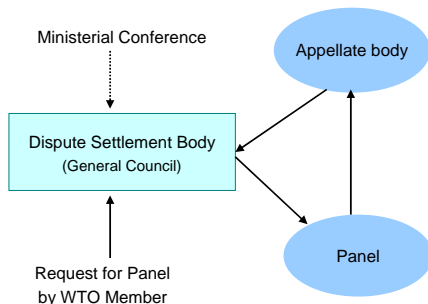 Ministerial Conference
Appellate body
Dispute Settlement Body
(General Council)
Panel
Request for Panel
by WTO Member